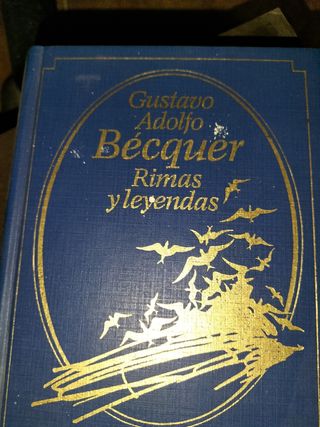 Gustavo
Adolfo
Bécquer
Rimas
y leyendas